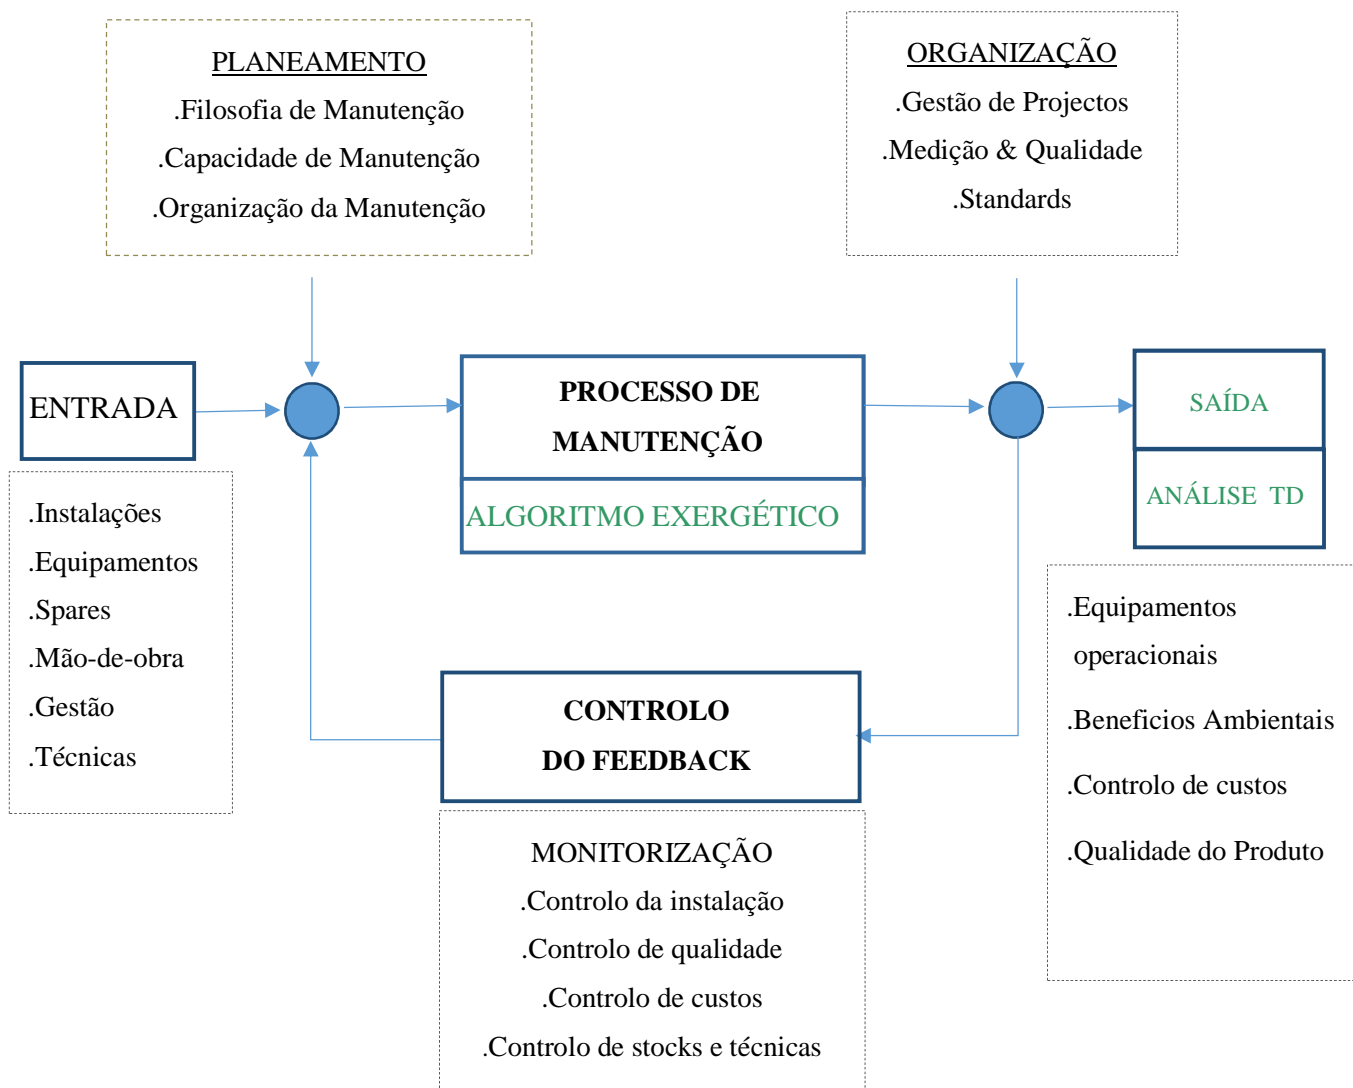 PLANEAMENTO
.Filosofia de Manutenção
.Capacidade de Manutenção
.Organização da Manutenção
ORGANIZAÇÃO
.Gestão de Projectos
.Medição & Qualidade
.Standards
ENTRADA
.Instalações
.Equipamentos
.Spares
.Mão-de-obra
.Gestão
.Técnicas
PROCESSO DE
MANUTENÇÃO
ALGORITMO EXERGÉTICO
SAÍDA
ANÁLISE TD
.Equipamentos
operacionais
.Beneficios Ambientais
.Controlo de custos
.Qualidade do Produto
CONTROLO
DO FEEDBACK
MONITORIZAÇÃO
.Controlo da instalação
.Controlo de qualidade
.Controlo de custos
.Controlo de stocks e técnicas